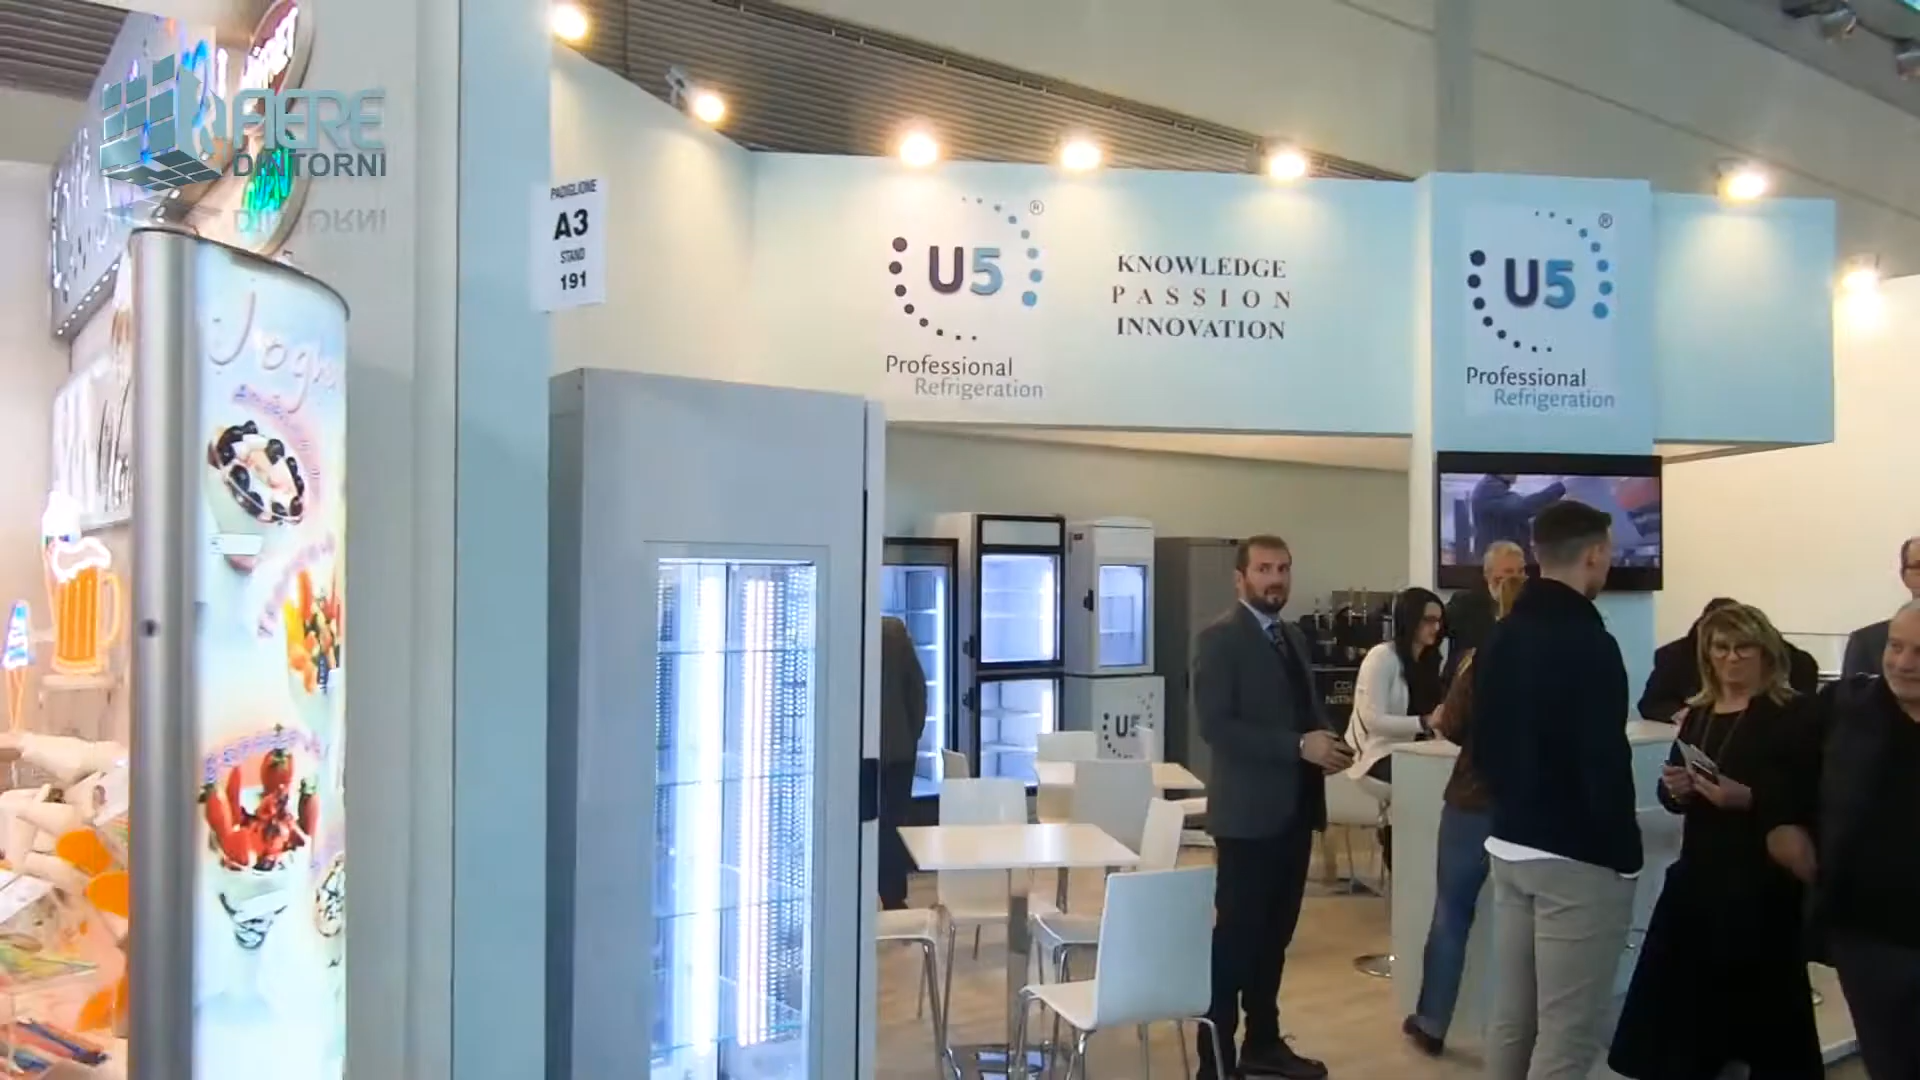 FIERE
DINTORNI
PADIGLIONE
A3
STAND
191
U5
®
Professional
Refrigeration
KNOWLEDGE
PASSION
INNOVATION
U5
®
Professional
Refrigeration
U5